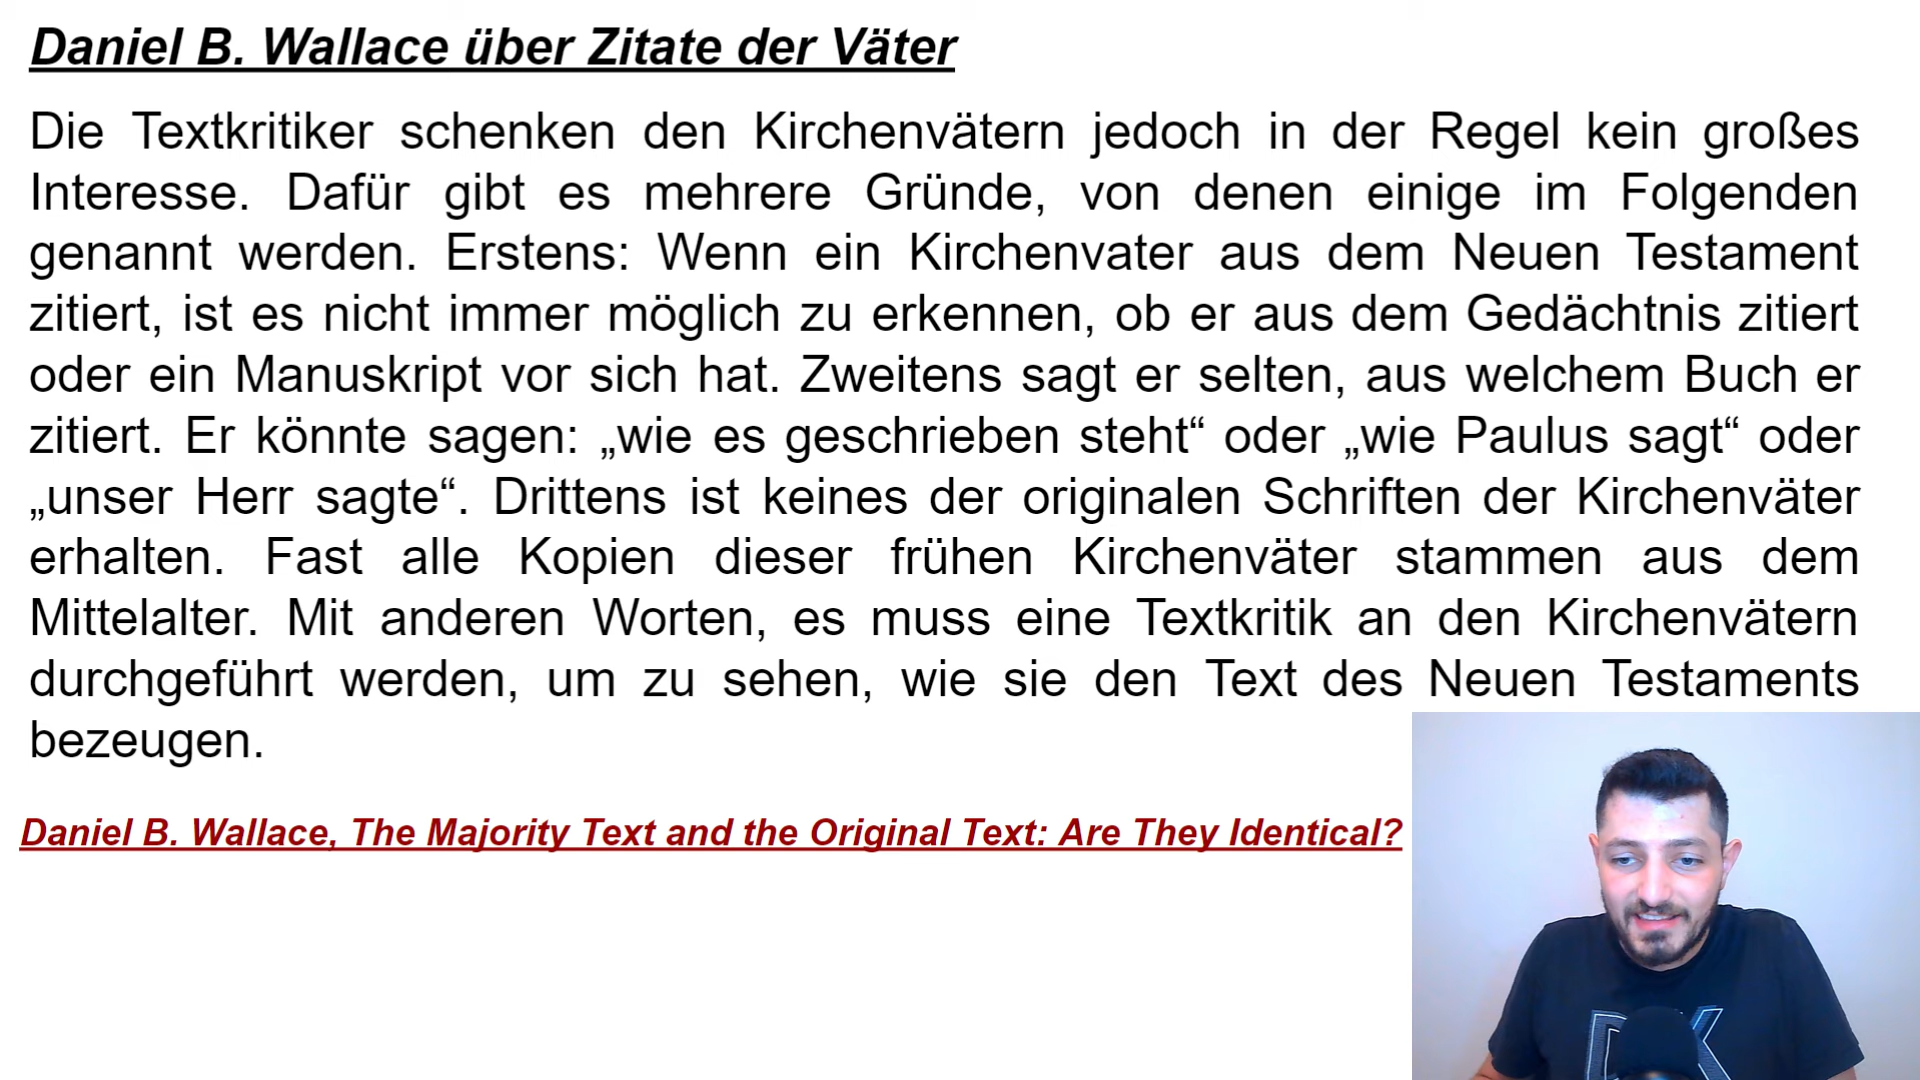 Daniel B. Wallace über Zitate der Väter
Die Textkritiker schenken den Kirchenvätern jedoch in der Regel kein großes
Interesse. Dafür gibt es mehrere Gründe, von denen einige im Folgenden
genannt werden. Erstens: Wenn ein Kirchenvater aus dem Neuen Testament
zitiert, ist es nicht immer möglich zu erkennen, ob er aus dem Gedächtnis zitiert
oder ein Manuskript vor sich hat. Zweitens sagt er selten, aus welchem Buch er
zitiert. Er könnte sagen: „wie es geschrieben steht“ oder „wie Paulus sagt“ oder
„unser Herr sagte“. Drittens ist keines der originalen Schriften der Kirchenväter
erhalten. Fast alle Kopien dieser frühen Kirchenväter stammen aus dem
Mittelalter. Mit anderen Worten, es muss eine Textkritik an den Kirchenvätern
durchgeführt werden, um zu sehen, wie sie den Text des Neuen Testaments
bezeugen.
Daniel B. Wallace, The Majority Text and the Original Text: Are They Identical?